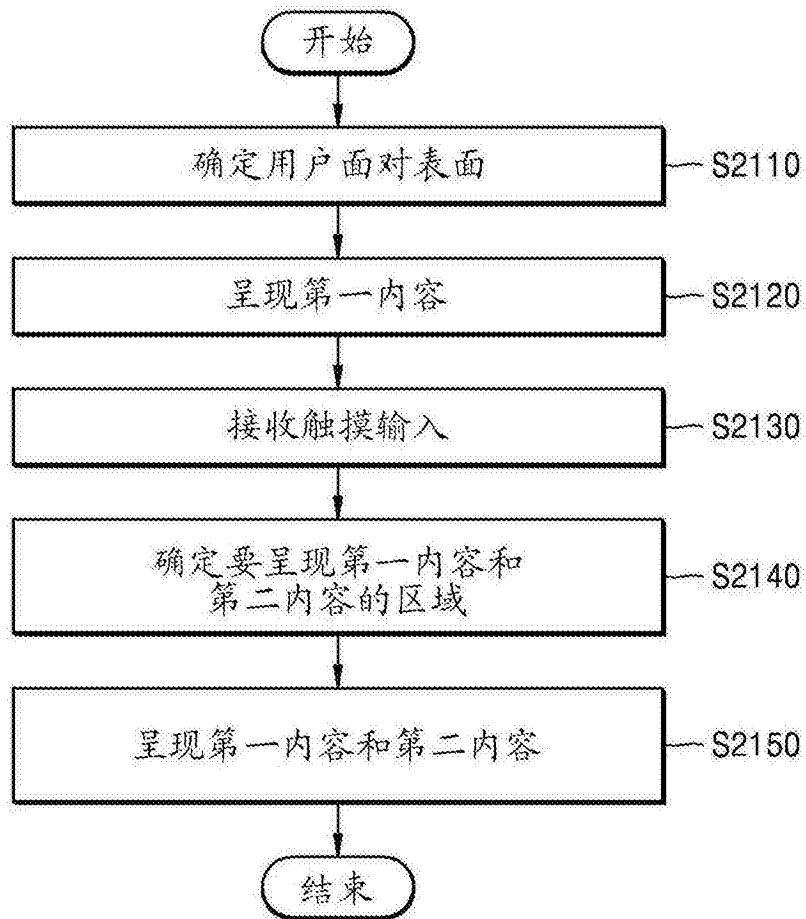 开始
确定用户面对表面
S2110
呈现第一内容
S2120
接收触摸输入
S2130
确定要呈现第一内容和
第二内容的区域
S2140
呈现第一内容和第二内容
S2150
结束